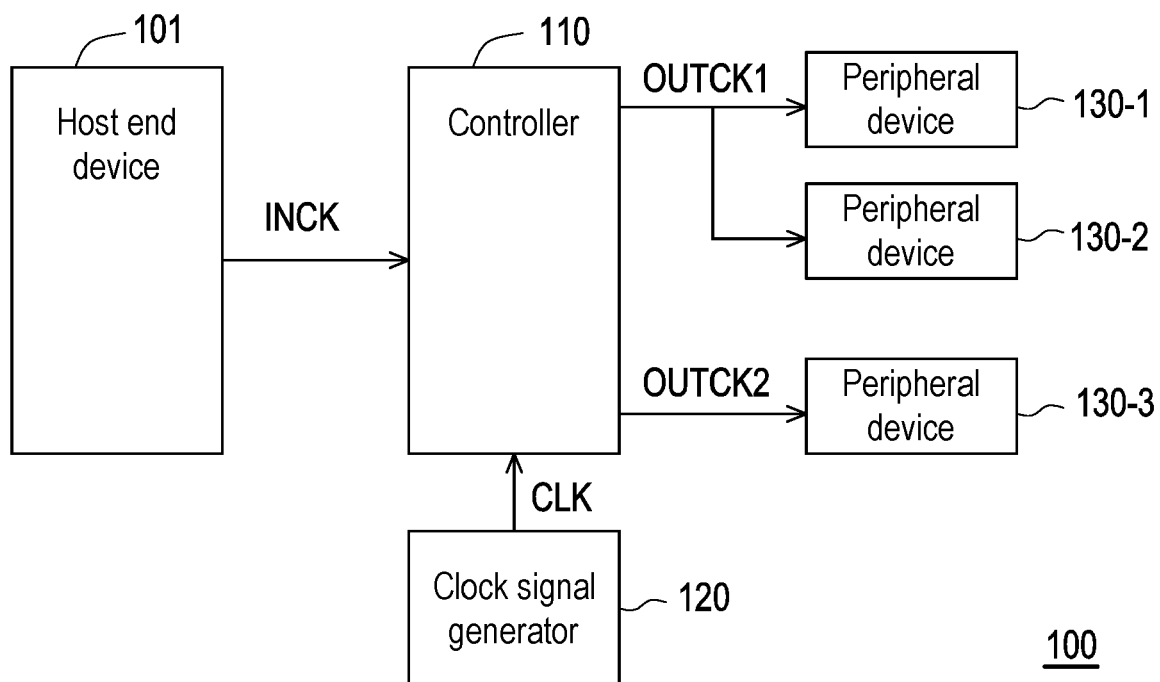 101
110
Host end
device
INCK
Controller
OUTCK1
Peripheral
device
130-1
Peripheral
device
130-2
OUTCK2
Peripheral
device
130-3
CLK
Clock signal
generator
120
100